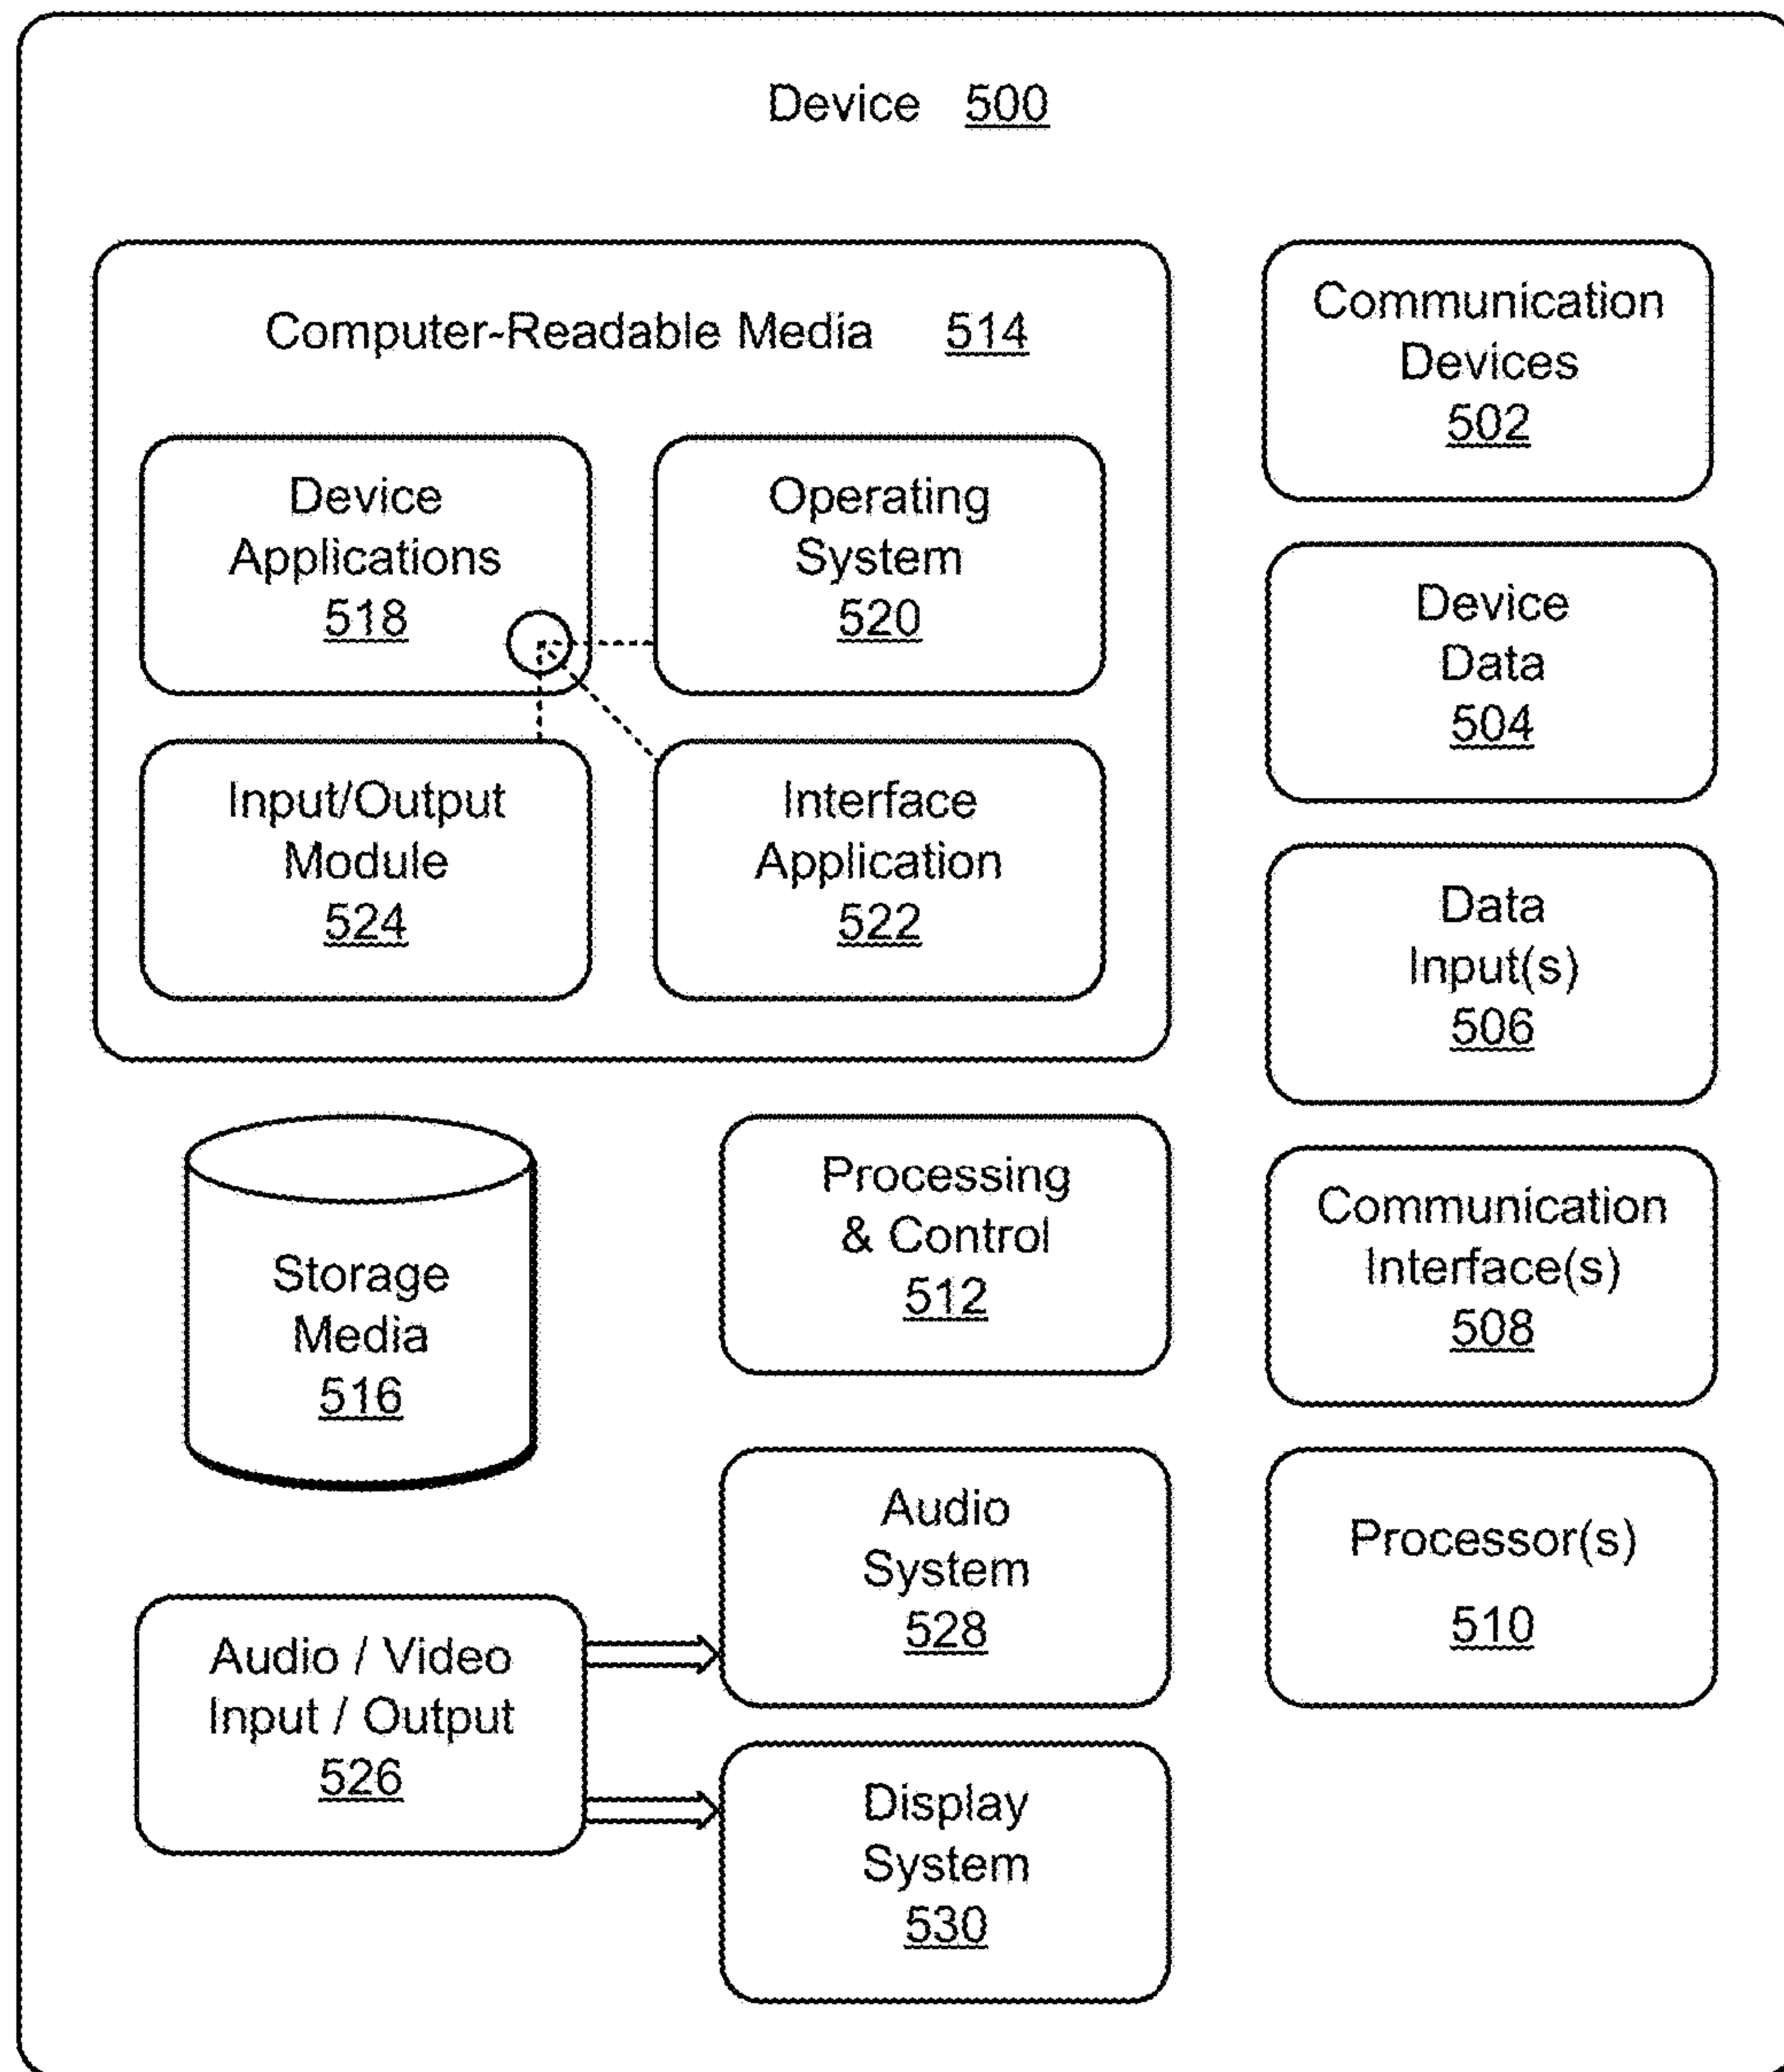 Device 500
Computer-Readable Media 514
Device
Applications
518
Operating
System
520
Input/Output
Module
524
Interface
Application
522
Communication
Devices
502
Device
Data
504
Data
Input(s)
506
Communication
Interface(s)
508
Processor(s)
510
Storage
Media
516
Processing
& Control
512
Audio / Video
Input / Output
526
Audio
System
528
Display
System
530